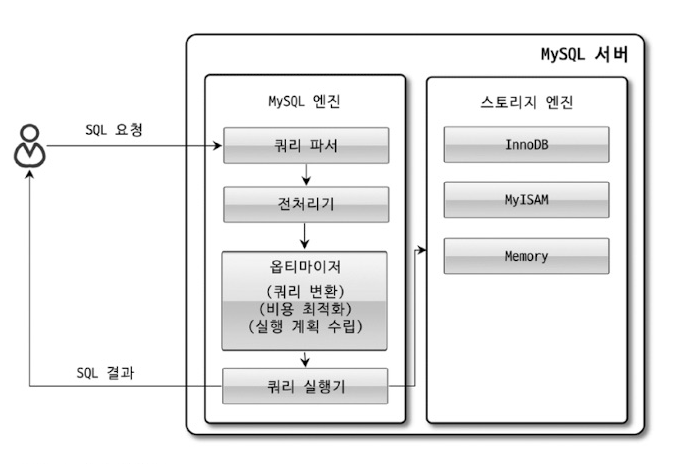 MySQL 서버
MySQL 엔진
스토리지 엔진
SQL 요청
쿼리 파서
InnoDB
전처리기
MyISAM
옵티마이저
(쿼리 변환)
(비용 최적화)
(실행 계획 수립)
Memory
SQL 결과
쿼리 실행기